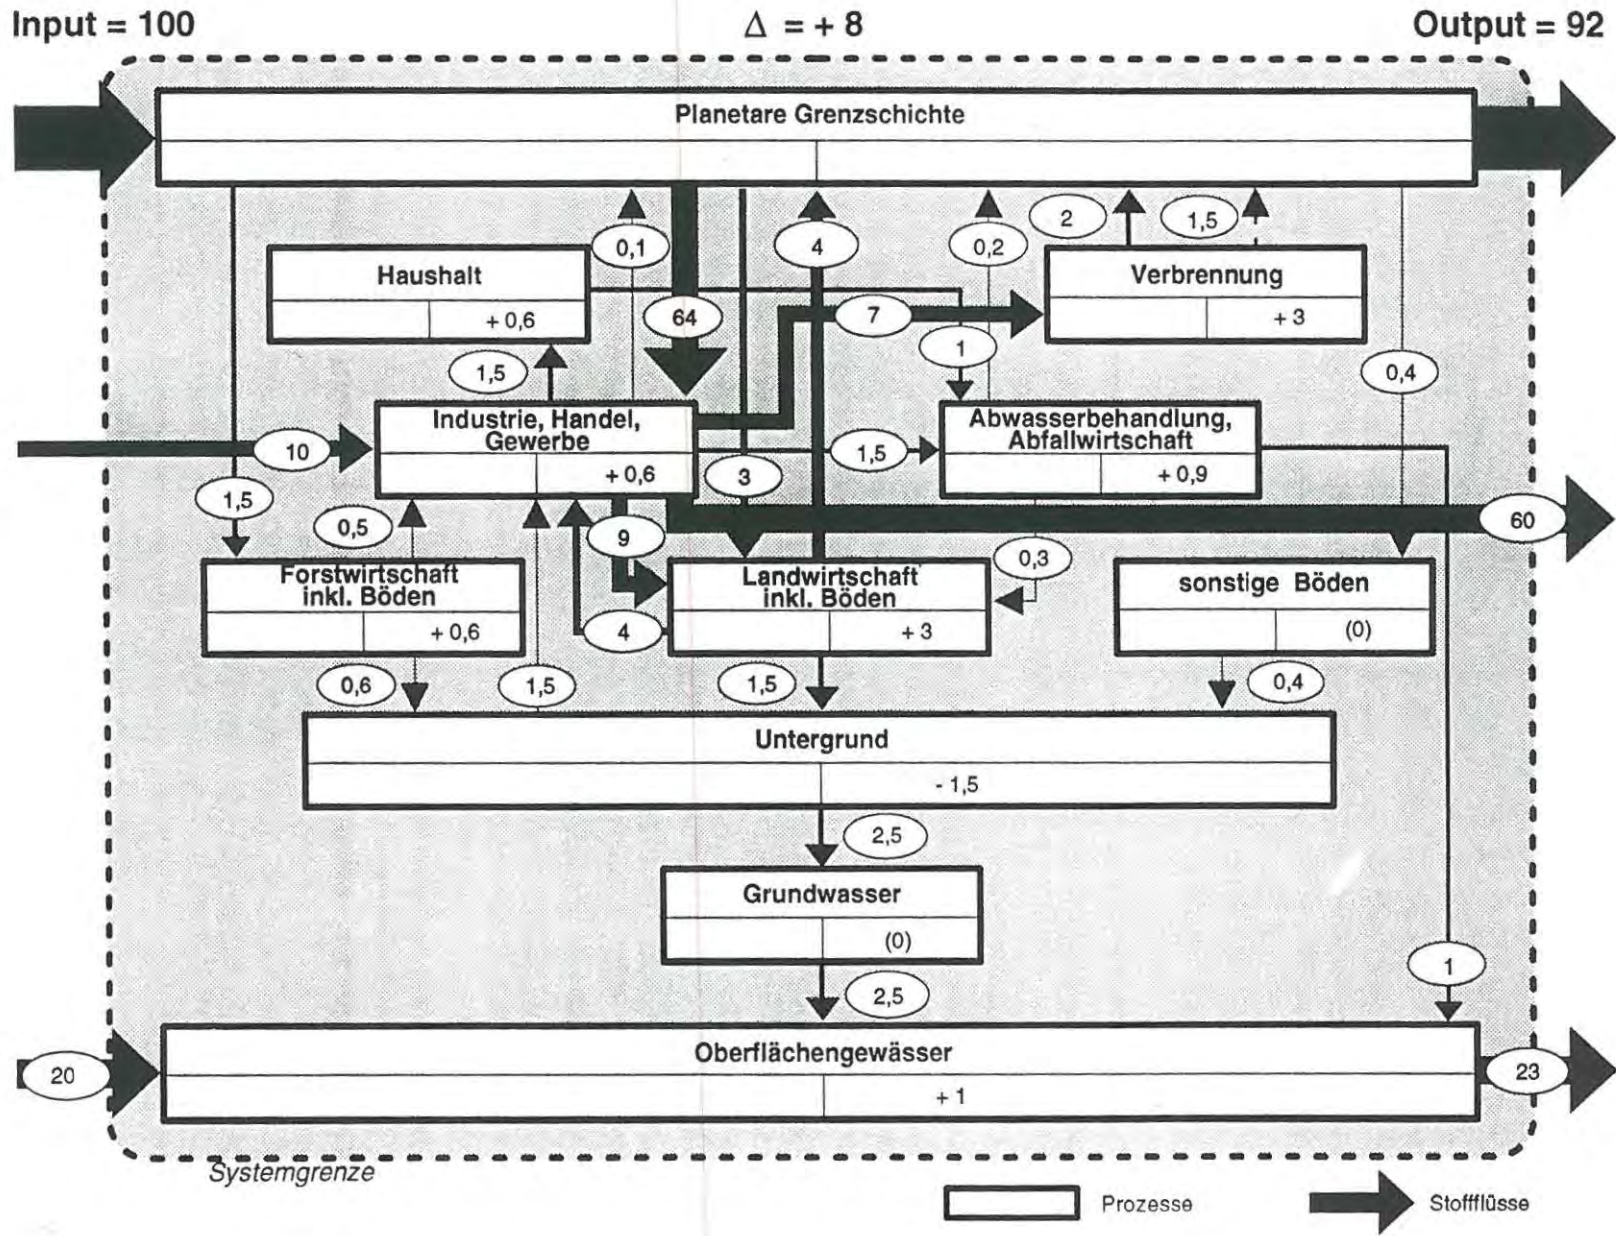 Input = 100
Δ = + 8
Output = 92
Planetare Grenzschichte
0,1
4
0,2
2
1,5
Haushalt
+ 0,6
64
7
Verbrennung
+ 3
1,5
1
0,4
Industrie, Handel,
Gewerbe
+ 0,6
10
3
1,5
Abwasserbehandlung,
Abfallwirtschaft
+ 0,9
1,5
0,5
9
60
0,3
Forstwirtschaft
inkl. Böden
+ 0,6
4
Landwirtschaft
inkl. Böden
+ 3
sonstige Böden
(0)
0,6
1,5
1,5
0,4
Untergrund
- 1,5
2,5
Grundwasser
(0)
1
2,5
20
Oberflächengewässer
+ 1
23
Systemgrenze
Prozesse
Stoffflüsse